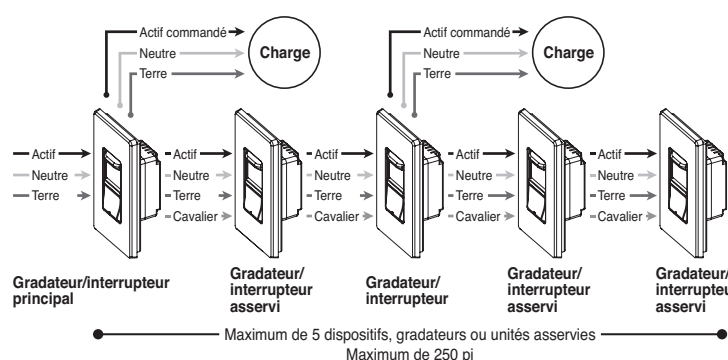 Actif commandé
Neutre
Terre
Charge
Actif commandé
Neutre
Terre
Charge
Actif
Neutre
Terre
Actif
Neutre
Terre
Cavalier
Actif
Neutre
Terre
Cavalier
Actif
Neutre
Terre
Cavalier
Actif
Neutre
Terre
Cavalier
Gradateur/interrupteur
principal
Gradateur/
interrupteur
asservi
Gradateur/
interrupteur
Gradateur/
interrupteur
asservi
Gradateur/
interrupteu
asservi
Maximum de 5 dispositifs, gradateurs ou unités asservies
Maximum de 250 pi